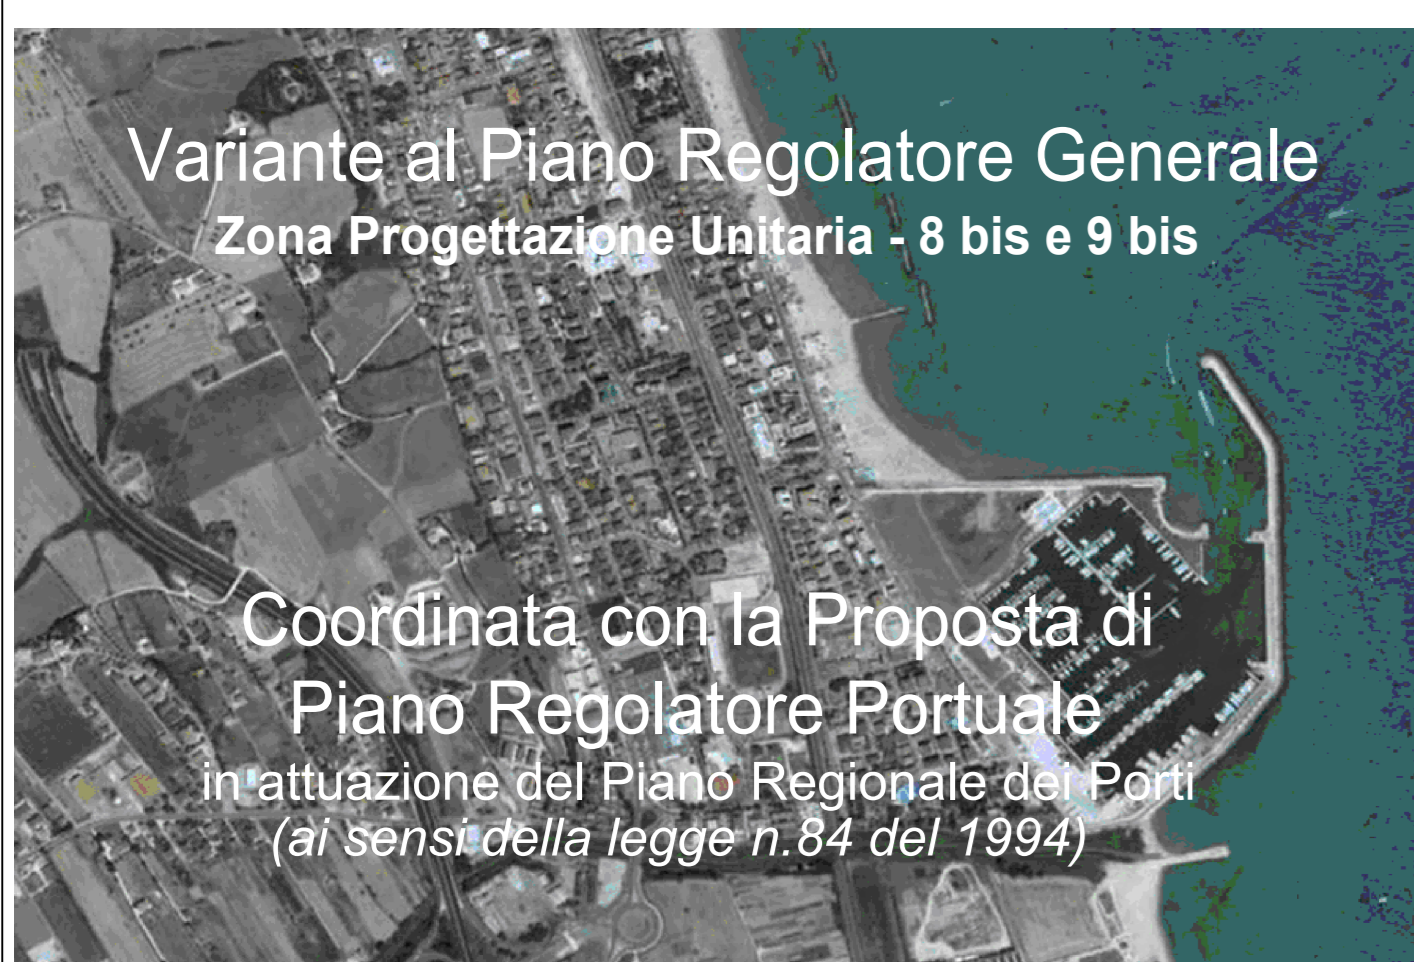 Variante al Piano Regolatore Generale
Zona Progettazione Unitaria - 8 bis e 9 bis
Coordinata con la Proposta di
Piano Regolatore Portuale
in attuazione del Piano Regionale dei Porti
(ai sensi della legge n.84 del 1994)